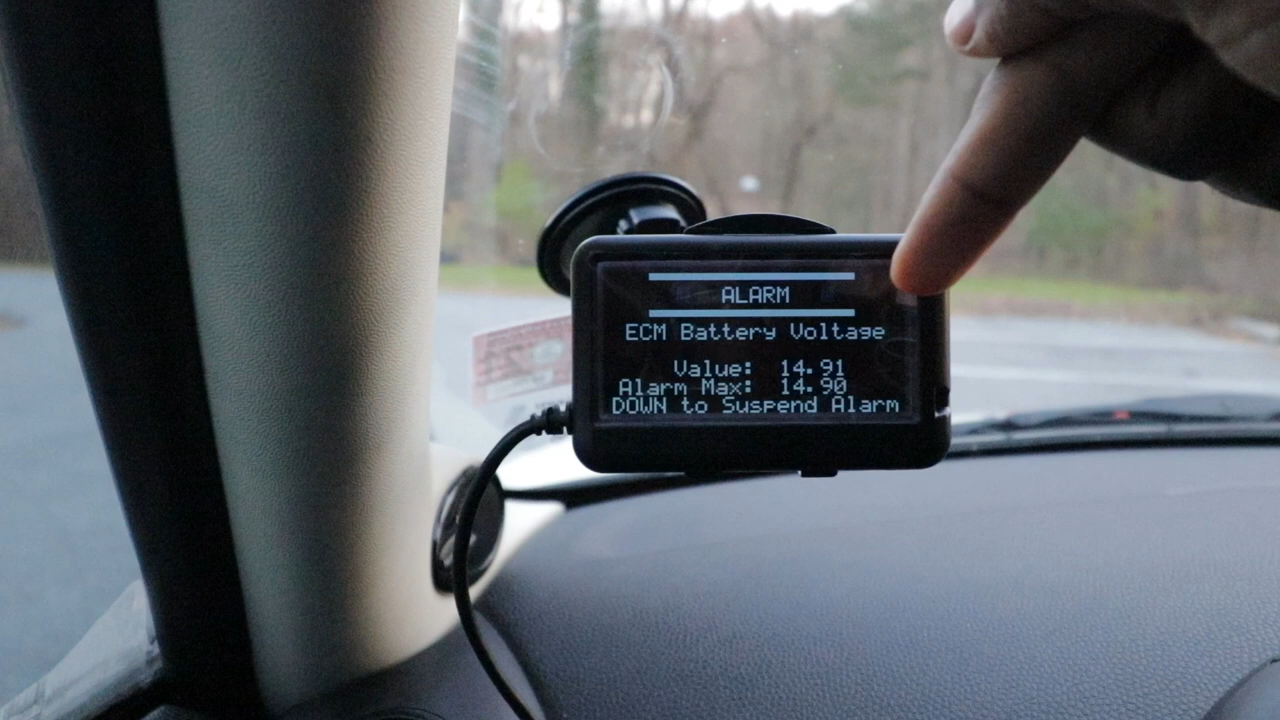 ALARM
ECM Battery Voltage
Value: 14.91
Alarm Max: 14.90
DOWN to Suspend Alarm